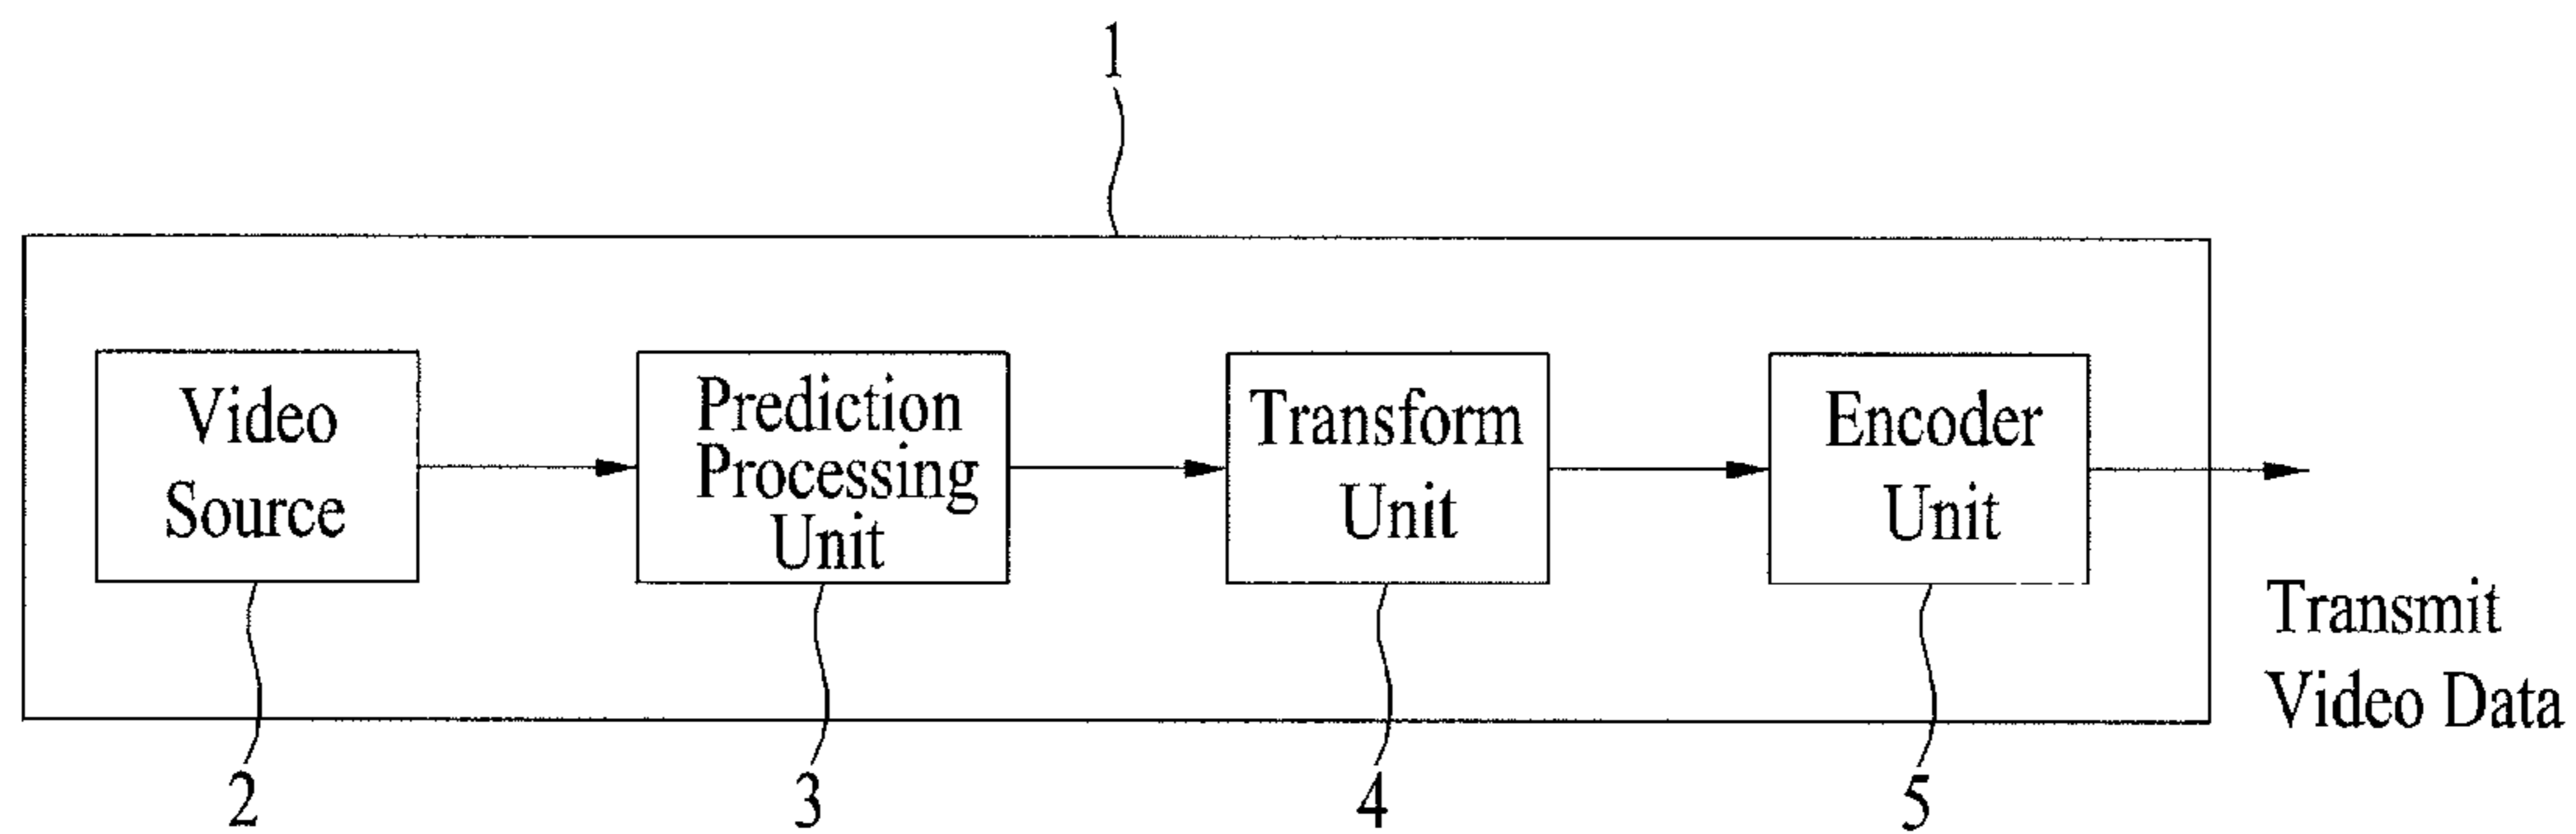 1
Video
Source
Prediction
Processing
Unit
Transform
Unit
Encoder
Unit
Transmit
Video Data
2
3
4
5